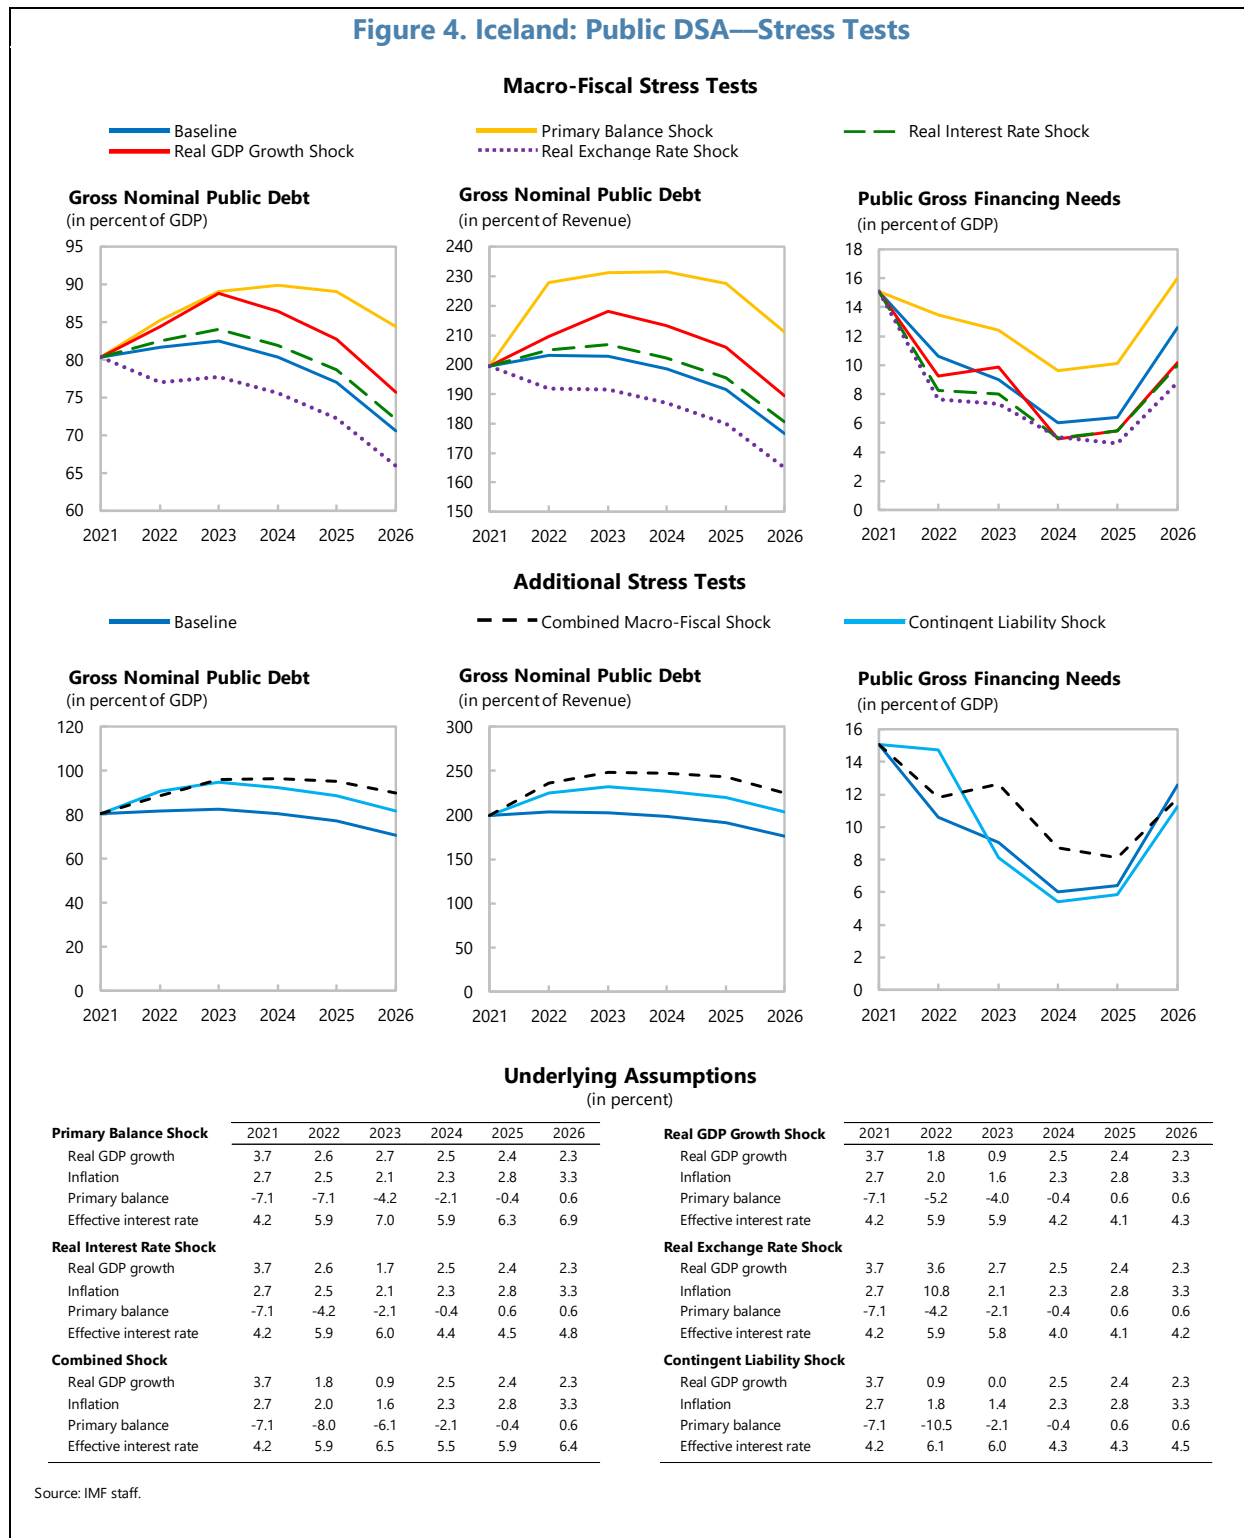 Figure 4. Iceland: Public DSA—Stress Tests
Macro-Fiscal Stress Tests
Baseline Primary Balance Shock Real Interest Rate Shock
Real GDP Growth Shock Real Exchange Rate Shock
Gross Nominal Public Debt Gross Nominal Public Debt Public Gross Financing Needs
(in percent of GDP) (in percent of Revenue) (in percent of GDP)
95 240 18
90 230 16
85 220 14
80 210 12
75 200 10
70 190 8
65 180 6
60 170 4
160 2
150 0
2021 2022 2023 2024 2025 2026 2021 2022 2023 2024 2025 2026 2021 2022 2023 2024 2025 2026
Additional Stress Tests
Baseline Combined Macro-Fiscal Shock Contingent Liability Shock
Gross Nominal Public Debt Gross Nominal Public Debt Public Gross Financing Needs
(in percent of GDP) (in percent of Revenue) (in percent of GDP)
120 300 16
100 250 14
80 200 12
60 150 10
40 100 8
20 50 6
0 0 4
2
0
2021 2022 2023 2024 2025 2026 2021 2022 2023 2024 2025 2026 2021 2022 2023 2024 2025 2026
Underlying Assumptions
(in percent)
Primary Balance Shock 2021 2022 2023 2024 2025 2026 Real GDP Growth Shock 2021 2022 2023 2024 2025 2026
Real GDP growth 3.7 2.6 2.7 2.5 2.4 2.3 Real GDP growth 3.7 1.8 0.9 2.5 2.4 2.3
Inflation 2.7 2.5 2.1 2.3 2.8 3.3 Inflation 2.7 2.0 1.6 2.3 2.8 3.3
Primary balance -7.1 -7.1 -4.2 -2.1 -0.4 0.6 Primary balance -7.1 -5.2 -4.0 -0.4 0.6 0.6
Effective interest rate 4.2 5.9 7.0 5.9 6.3 6.9 Effective interest rate 4.2 5.9 5.9 4.2 4.1 4.3
Real Interest Rate Shock Real Exchange Rate Shock
Real GDP growth 3.7 2.6 1.7 2.5 2.4 2.3 Real GDP growth 3.7 3.6 2.7 2.5 2.4 2.3
Inflation 2.7 2.5 2.1 2.3 2.8 3.3 Inflation 2.7 10.8 2.1 2.3 2.8 3.3
Primary balance -7.1 -4.2 -2.1 -0.4 0.6 0.6 Primary balance -7.1 -4.2 -2.1 -0.4 0.6 0.6
Effective interest rate 4.2 5.9 6.0 4.4 4.5 4.8 Effective interest rate 4.2 5.9 5.8 4.0 4.1 4.2
Combined Shock Contingent Liability Shock
Real GDP growth 3.7 1.8 0.9 2.5 2.4 2.3 Real GDP growth 3.7 0.9 0.0 2.5 2.4 2.3
Inflation 2.7 2.0 1.6 2.3 2.8 3.3 Inflation 2.7 1.8 1.4 2.3 2.8 3.3
Primary balance -7.1 -8.0 -6.1 -2.1 -0.4 0.6 Primary balance -7.1 -10.5 -2.1 -0.4 0.6 0.6
Effective interest rate 4.2 5.9 6.5 5.5 5.9 6.4 Effective interest rate 4.2 6.1 6.0 4.3 4.3 4.5
Source: IMF staff.